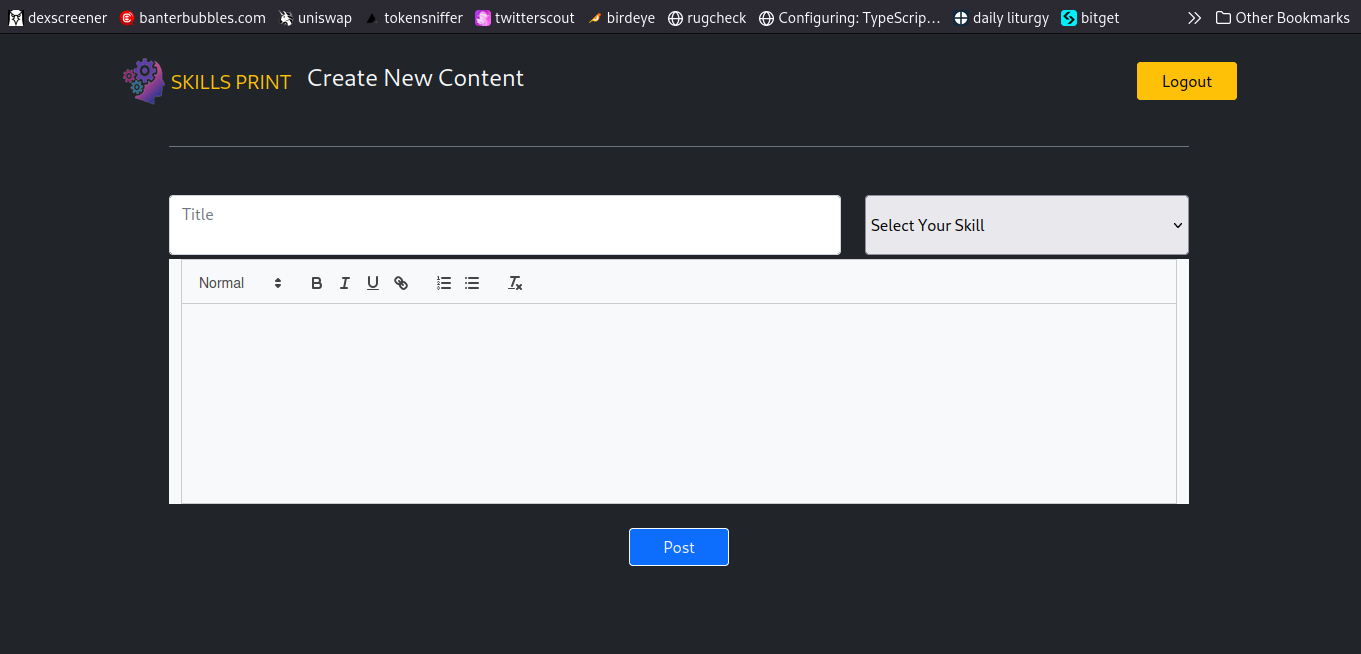 dexscreener banterbubbles.com uniswap tokensniffer twitterscout birdeye rugcheck Configuring: TypeScrip… daily liturgy bitget Other Bookmarks
SKILLS PRINT Create New Content Logout
Title Select Your Skill
Normal B I U
Post